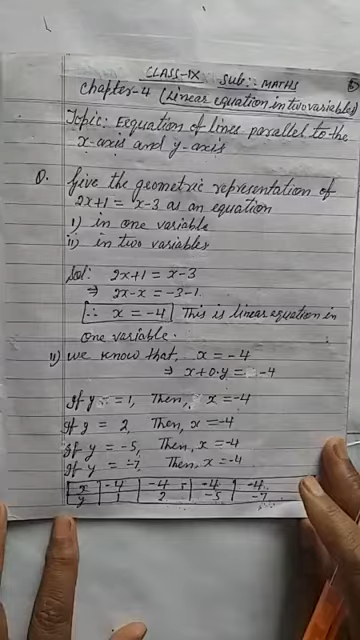 CLASS-IX Sub:- MATHS
Chapter-4 (Linear equation in two variables)
Topic: Eequation of lines parallel to the
x-axis and y-axis
Q. Give the geometric representation of
2x+1 = x-3 as an equation
i) in one variable
ii) in two variables
Sol: 2x+1 = x-3
⇒ 2x-x = -3-1
∴ x = -4 This is linear equation in
one variable.
ii) we know that, x = -4
⇒ x+0.y = -4
If y = 1, Then, x = -4
If y = 2, Then, x = -4
If y = -5, Then, x = -4
If y = -7, Then, x = -4
x -4 -4 -4 -4
y 1 2 -5 -7